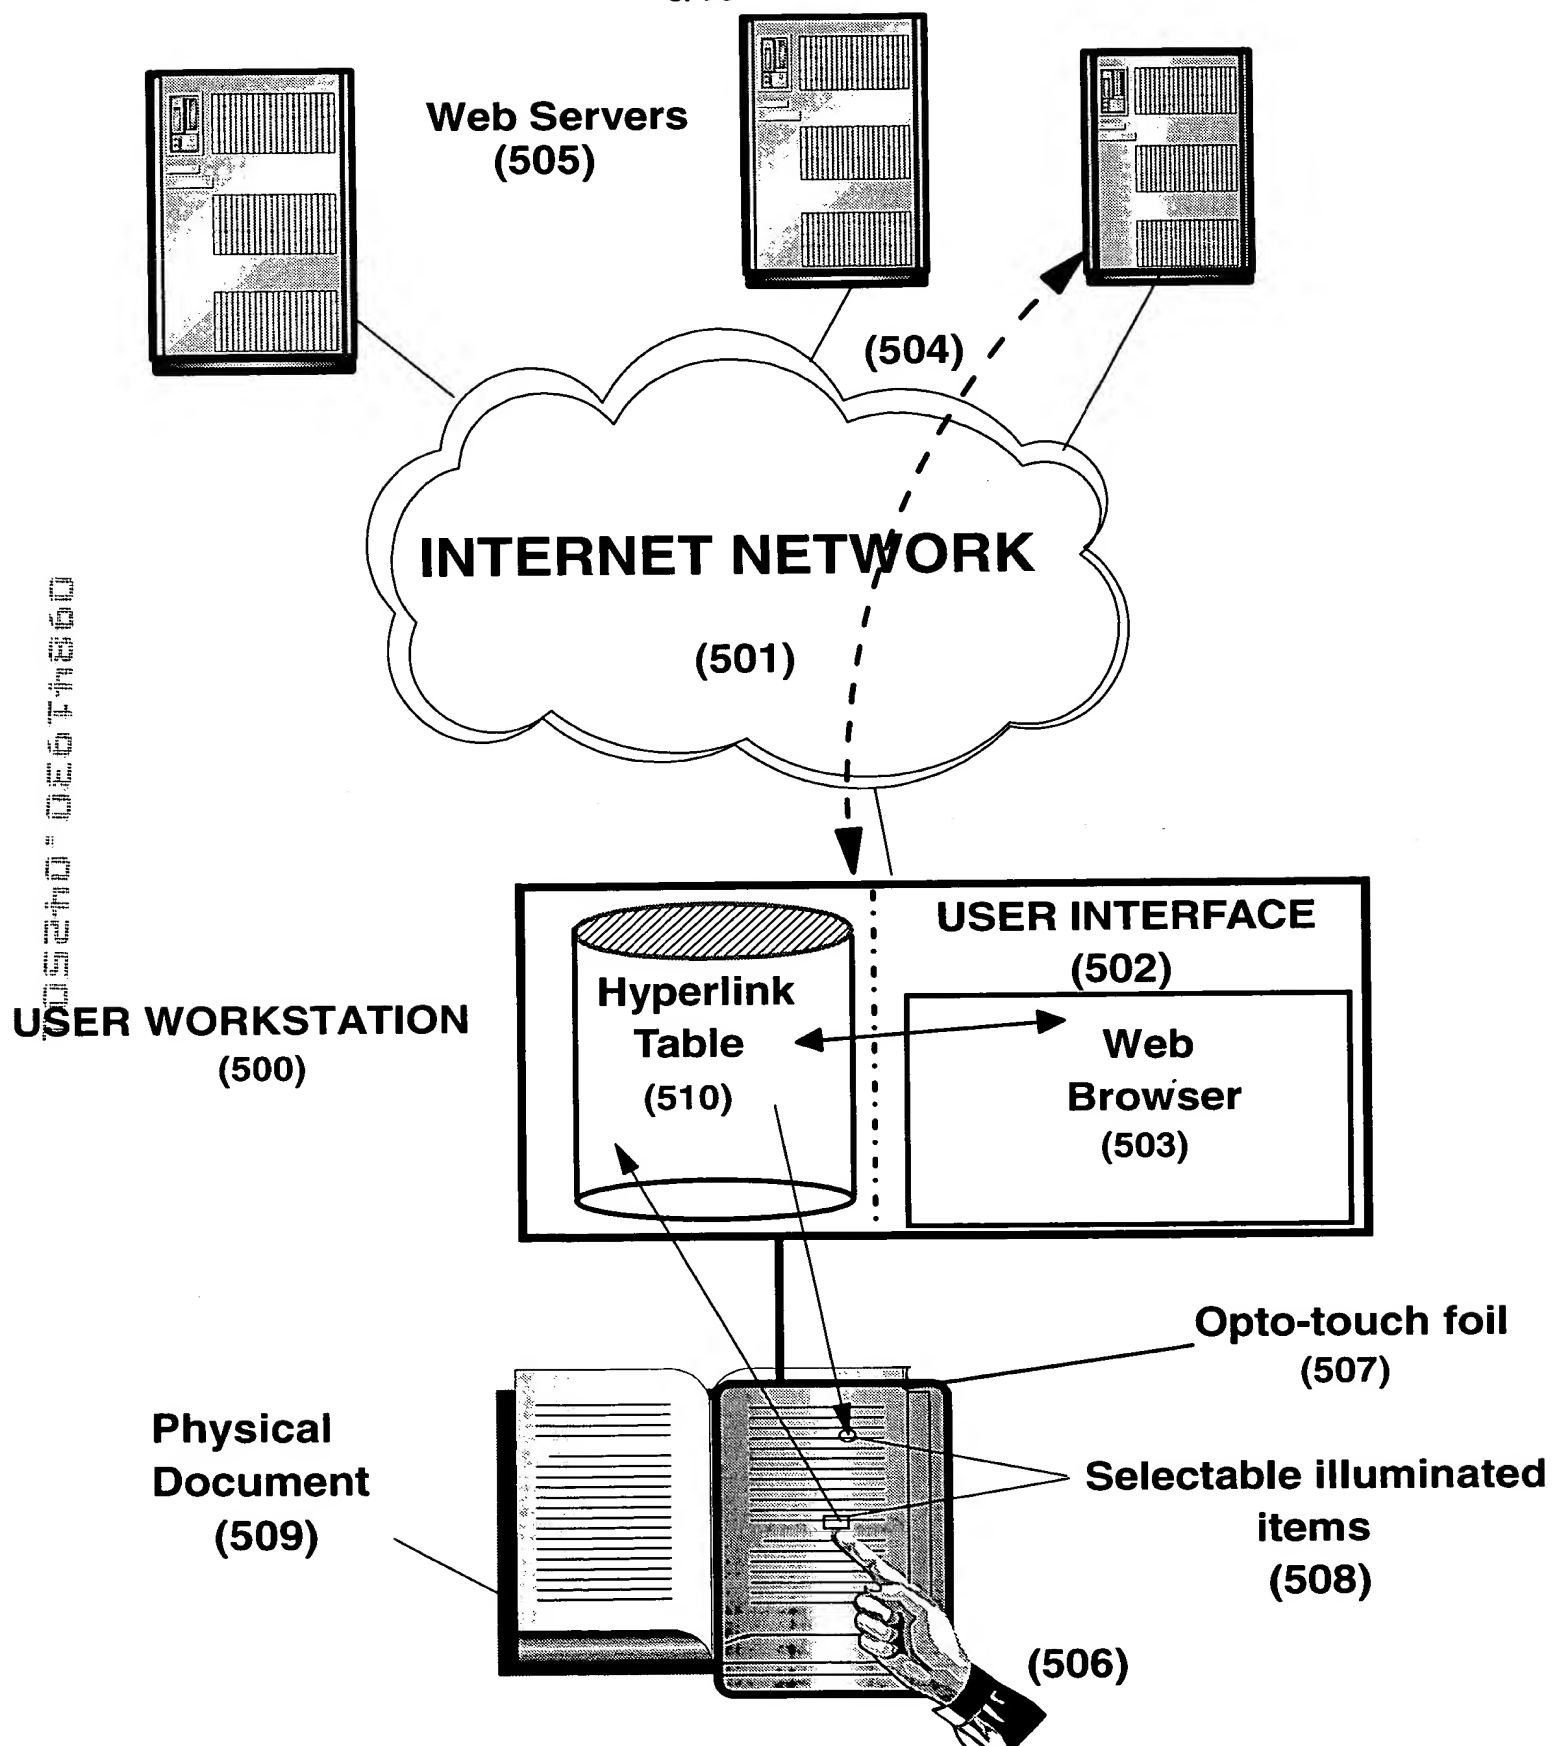 Web Servers
(505)
(504)
INTERNET NETWORK
(501)
USER INTERFACE
(502)
Hyperlink
Table
(510)
Web
Browser
(503)
USER WORKSTATION
(500)
Opto-touch foil
(507)
Physical
Document
(509)
Selectable illuminated
items
(508)
(506)